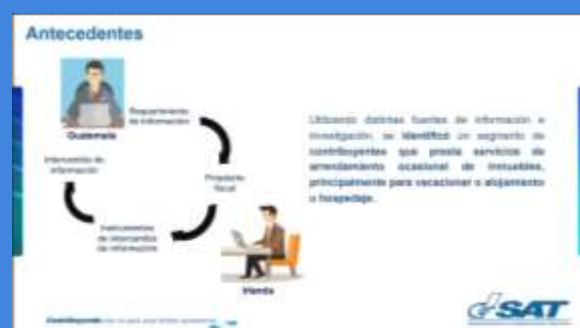 Antecedentes
Requerimiento
de información
Guatemala
Intercambio de
información
Propósito
fiscal
Instrumentos
de intercambio
de información
Irlanda
Utilizando distintas fuentes de información e
investigación, se identificó un segmento de
contribuyentes que presta servicios de
arrendamiento ocasional de inmuebles,
principalmente para vacacionar o alojamiento
u hospedaje.
Contribuyendo
SAT